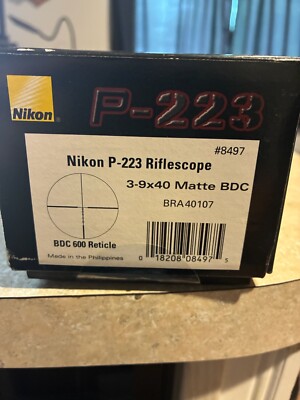 Nikon
P-223
#8497
Nikon P-223 Riflescope
3-9x40 Matte BDC
BRA40107
BDC 600 Reticle
Made in the Philippines
0 18208 08497 5